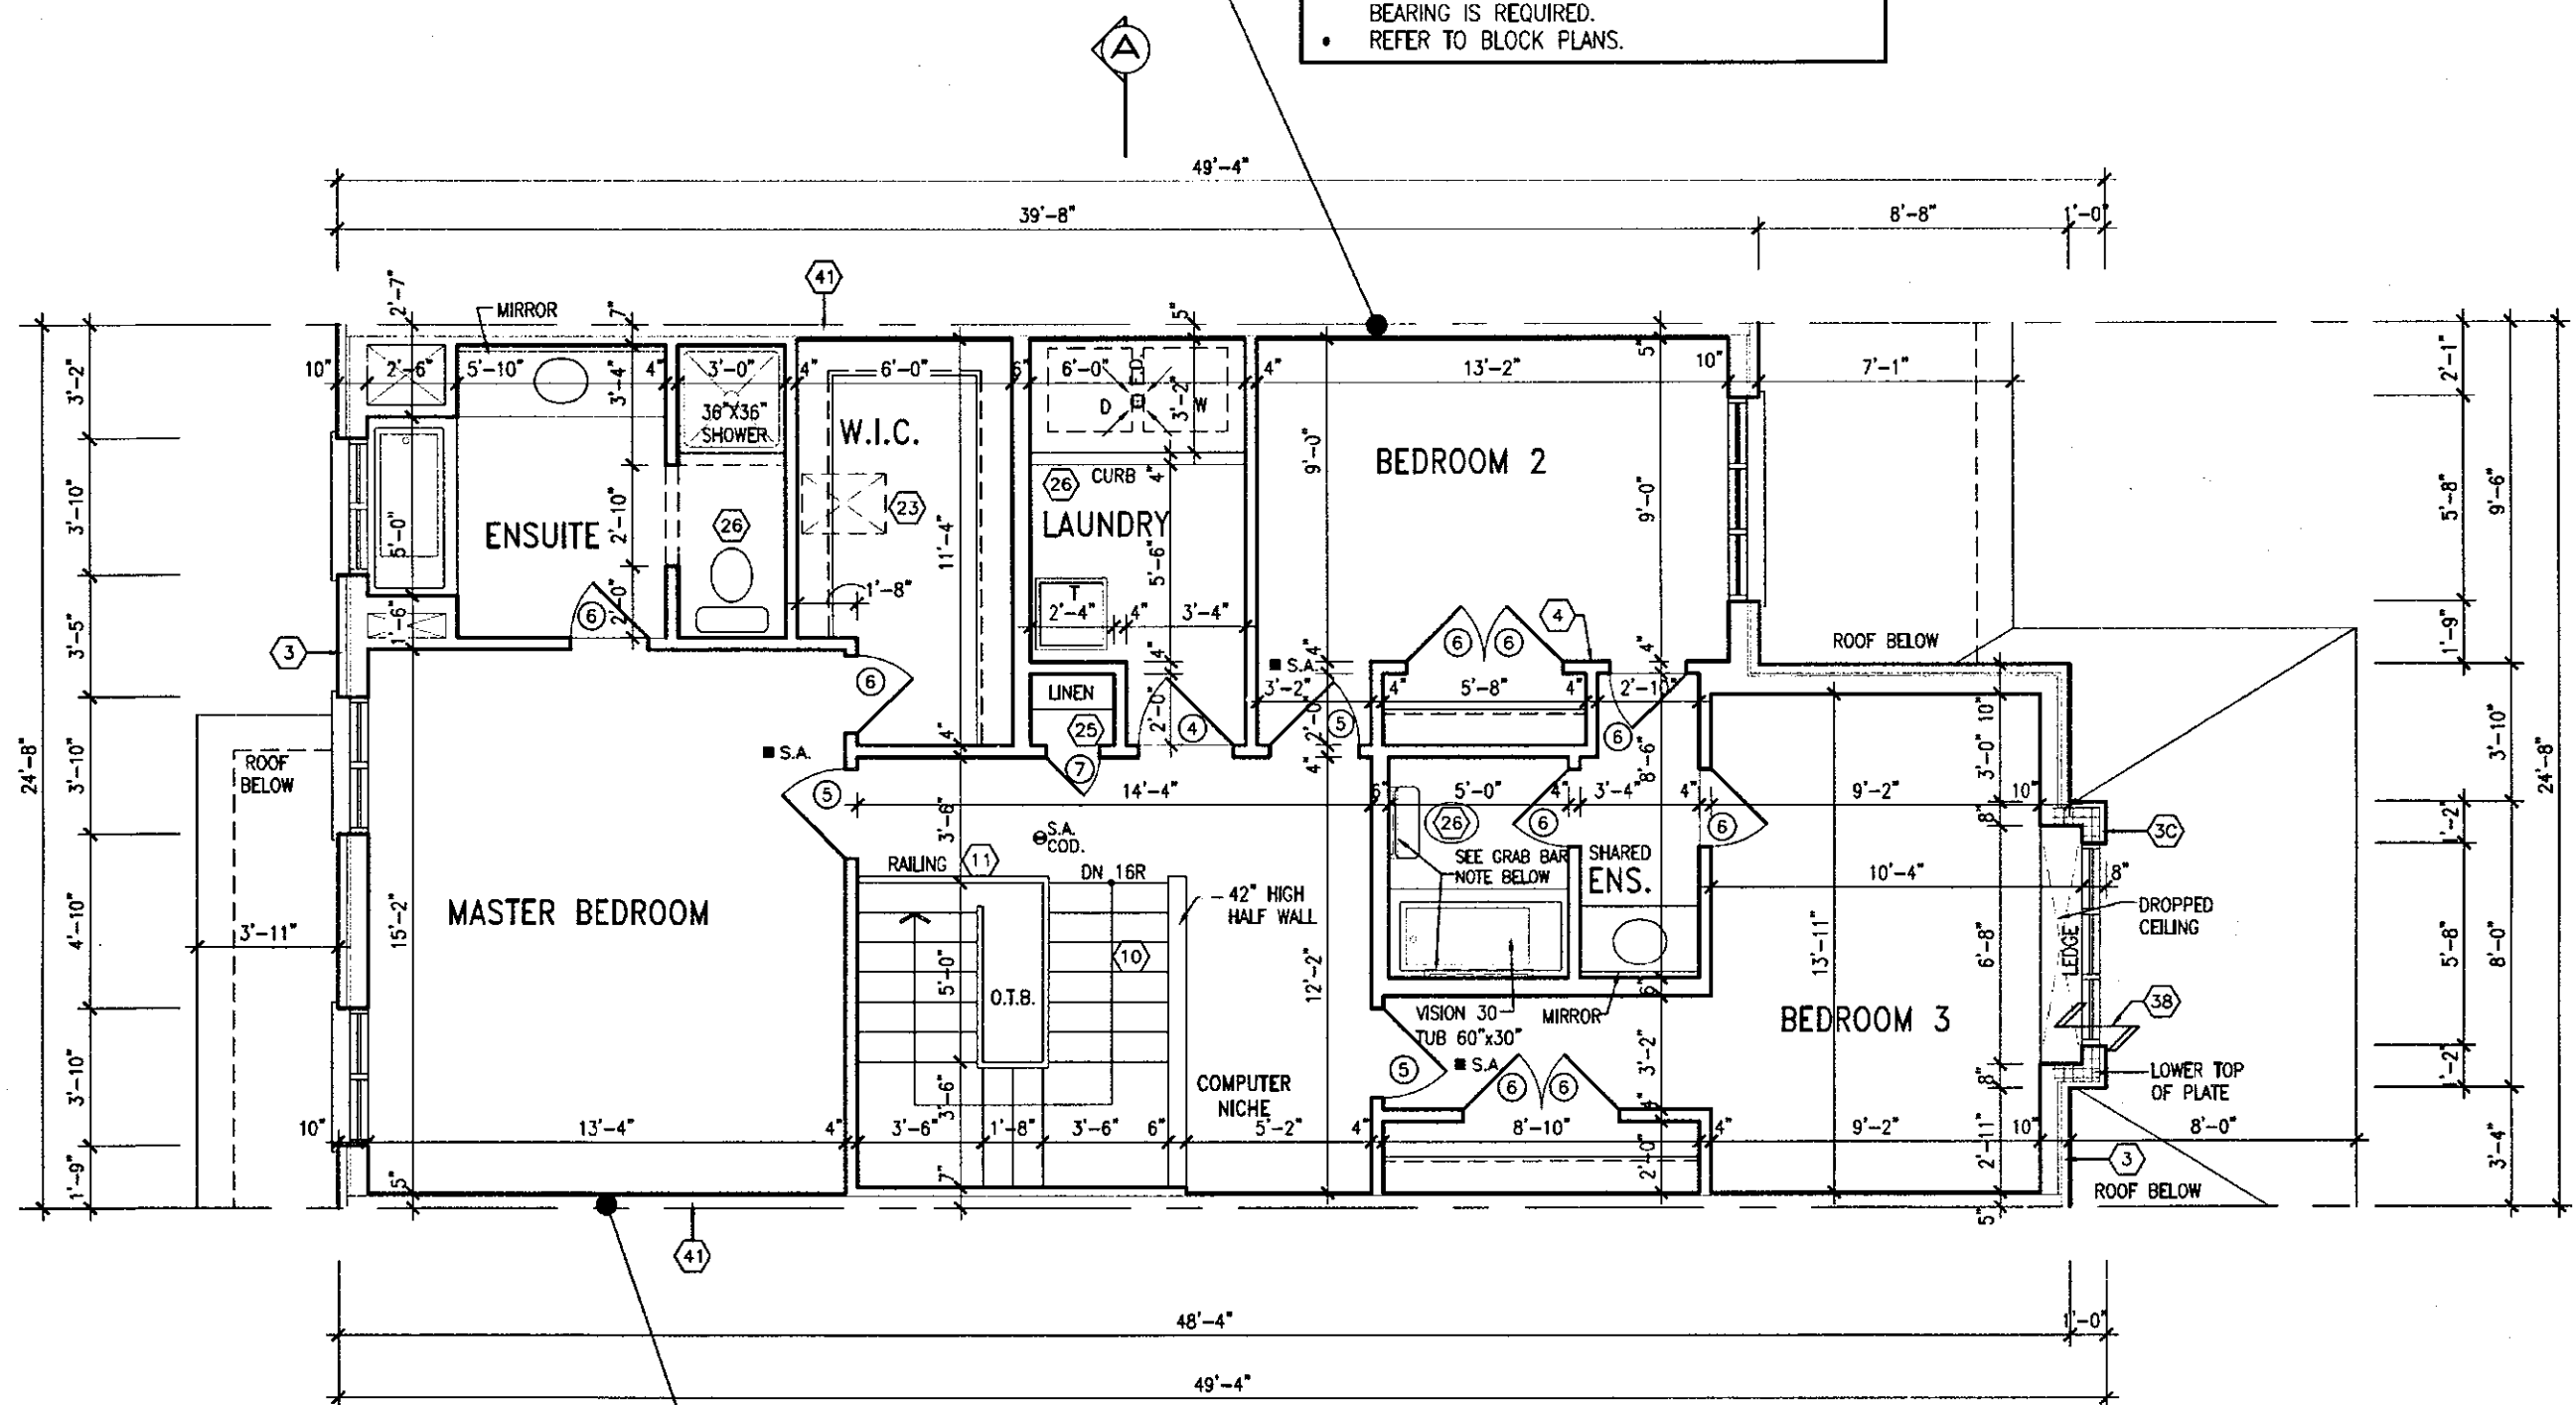 BEARING IS REQUIRED.
• REFER TO BLOCK PLANS.
A
49'-4"
39'-8" 8'-8" 1'-0"
41
2'-7" MIRROR 7" 5" 5"
10" 2'-6" 5'-10" 4" 3'-0" 4" 6'-0" 6" 6'-0" 4" 13'-2" 10" 7'-1"
3'-4" 3'-2"
36"X36"
SHOWER
D W
W.I.C.
BEDROOM 2
9'-0" 9'-0"
26 CURB 4"
23
LAUNDRY
ENSUITE
26
5'-0" 2'-10" 11'-4" 5'-6"
1'-8"
T
2'-4" 4" 3'-4"
6 2'-0" 1'-6"
6 6 4
ROOF BELOW
3
3'-2" 3'-10" 3'-5" 3'-10" 4'-10" 3'-10" 1'-9"
24'-8"
2'-1" 5'-8" 1'-9"
9'-6" 3'-10" 8'-0" 3'-4"
24'-8"
1'-2" 5'-8" 1'-2"
6 4" 4" 4" 4"
■ S.A.
LINEN
25
7
2'-0" 4
3'-2" 4" 5'-8" 4" 2'-10"
2'-0" 5 6
10" 3'-0"
■ S.A.
ROOF
BELOW
5
14'-4" 4" 6" 5'-0" 4" 3'-4" 4" 9'-2" 10"
8'-6"
3'-6"
S.A.
C.O.D.
26 6 6
8"
3C
RAILING 11
DN 16R
SEE GRAB BAR
NOTE BELOW
SHARED
ENS.
10'-4" 8"
42" HIGH
HALF WALL
MASTER BEDROOM
15'-2"
3'-11"
DROPPED
CEILING
LEDGE
10
5'-0"
O.T.B.
12'-2"
13'-11"
6'-8"
6"
38
VISION 30
TUB 60"x30"
MIRROR
BEDROOM 3
■ S.A.
5
6 6
3'-2"
3'-6"
COMPUTER
NICHE
8"
LOWER TOP
OF PLATE
4"
10" 13'-4" 4" 3'-6" 1'-8" 3'-6" 6" 5'-2" 4" 8'-10" 4" 9'-2" 10" 8'-0"
5" 7" 2'-0" 2'-11"
3
ROOF BELOW
5"
41
48'-4" 1'-0"
49'-4"